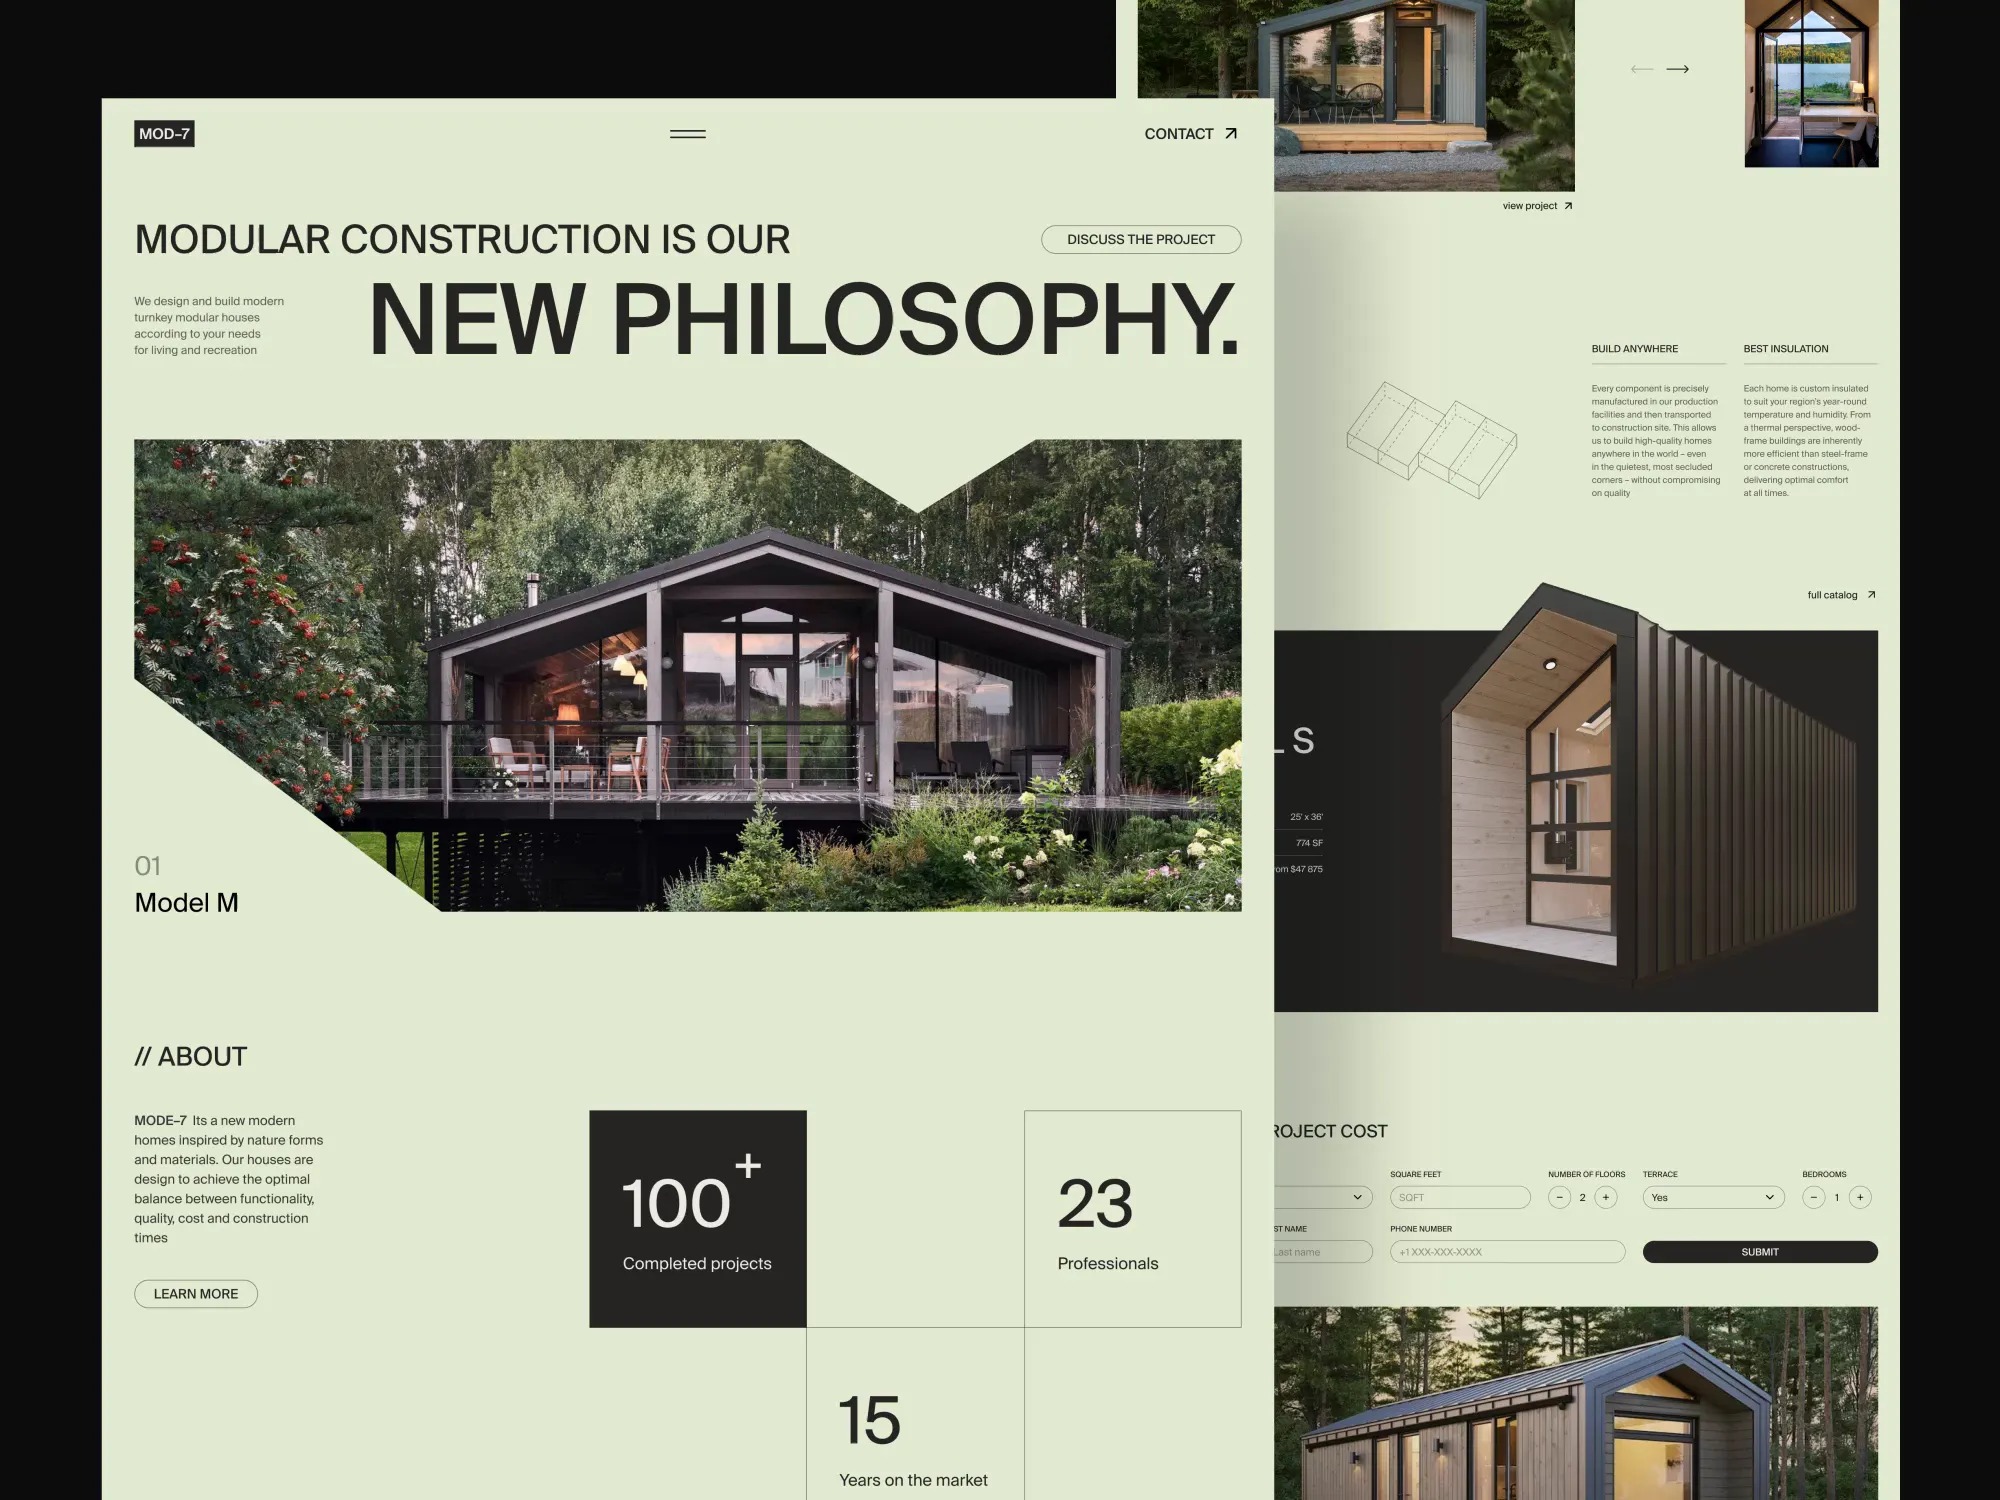 MOD–7
CONTACT
MODULAR CONSTRUCTION IS OUR
DISCUSS THE PROJECT
We design and build modern
turnkey modular houses
according to your needs
for living and recreation
NEW PHILOSOPHY.
01
Model M
// ABOUT
MODE–7 Its a new modern
homes inspired by nature forms
and materials. Our houses are
design to achieve the optimal
balance between functionality,
quality, cost and construction
times
LEARN MORE
100+
Completed projects
23
Professionals
15
Years on the market
view project
BUILD ANYWHERE
Every component is precisely
manufactured in our production
facilities and then transported
to construction site. This allows
us to build high-quality homes
anywhere in the world – even
in the quietest, most secluded
corners – without compromising
on quality
BEST INSULATION
Each home is custom insulated
to suit your region's year-round
temperature and humidity. From
a thermal perspective, wood-
frame buildings are inherently
more efficient than steel-frame
or concrete constructions,
delivering optimal comfort
at all times.
full catalog
LS
25' x 36'
774 SF
om $47 875
ROJECT COST
SQUARE FEET
NUMBER OF FLOORS
TERRACE
BEDROOMS
SQFT
− 2 +
Yes
− 1 +
ST NAME
PHONE NUMBER
Last name
+1 XXX-XXX-XXXX
SUBMIT